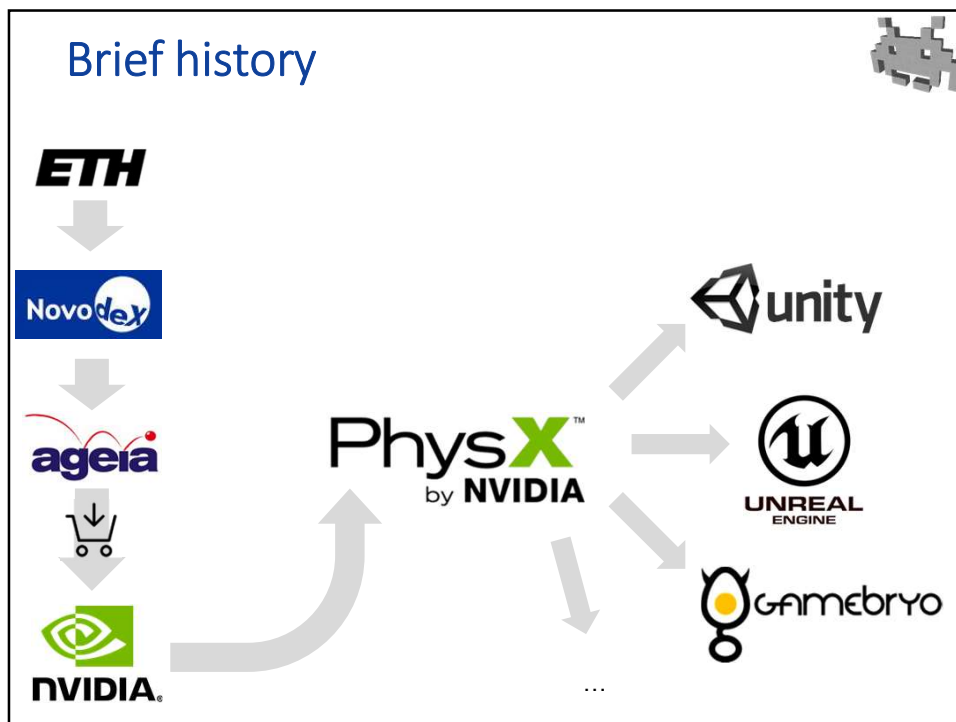 Brief history
ETH
Novodex
ageia
nVIDIA®
PhysX™
by NVIDIA
unity
UNREAL
ENGINE
GAMEbryo
...